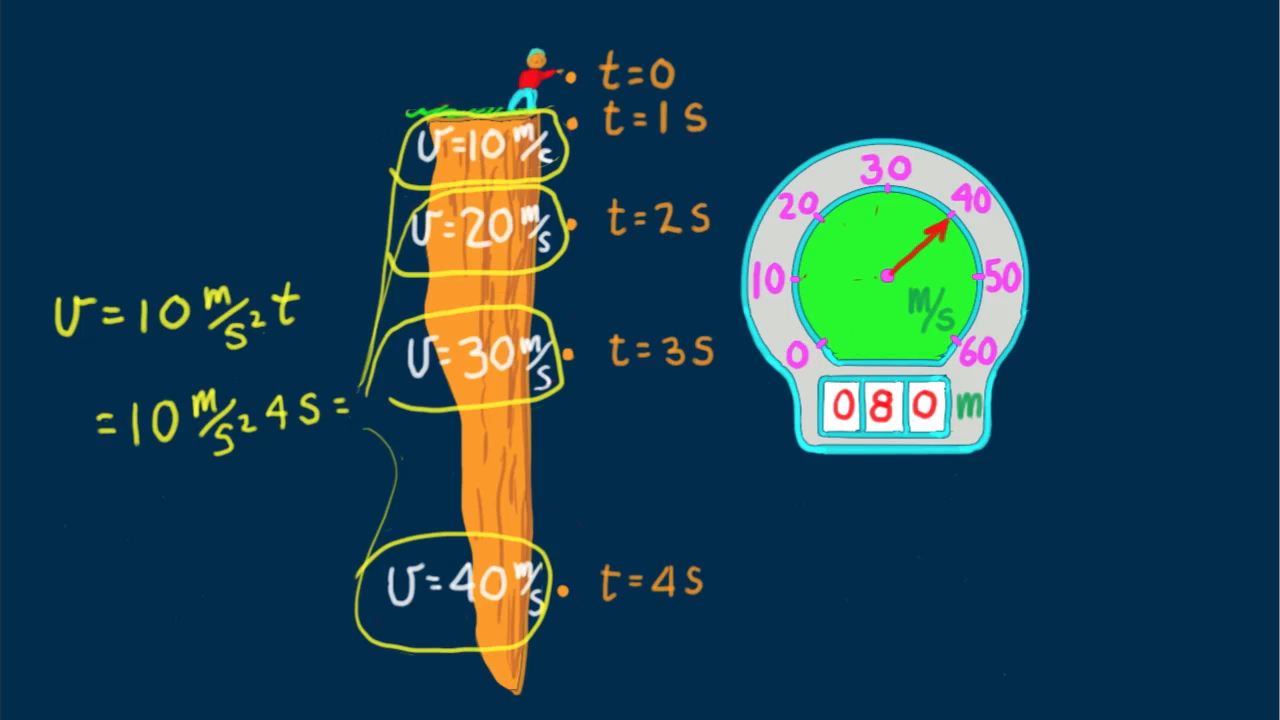 t=0
t=1s
v=10 m/s
v=20 m/s
t=2s
v=10 m/s² t
=10 m/s² 4s=
v=30 m/s
t=3s
v=40 m/s
t=4s
0
10
20
30
40
50
60
m/s
080 m